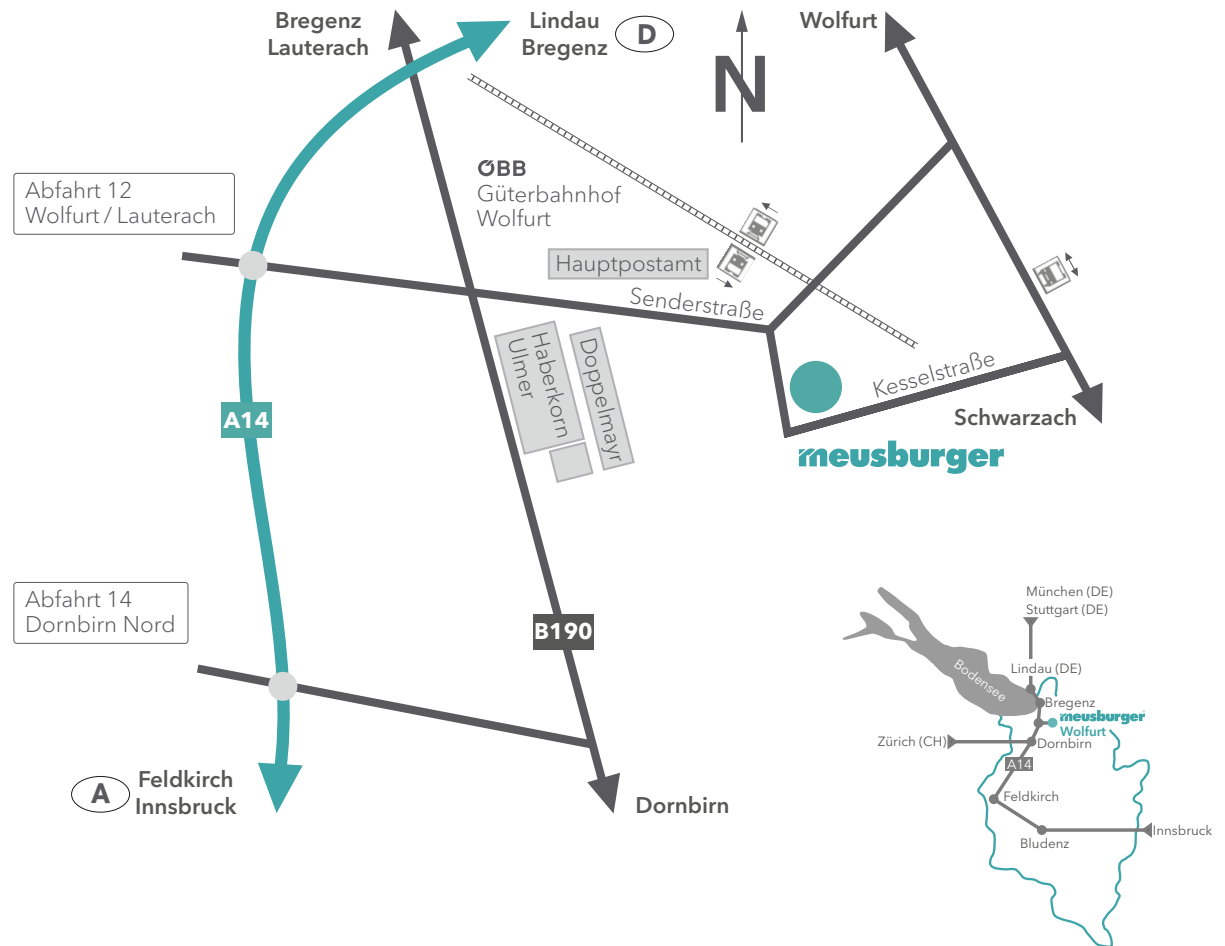 Bregenz
Lauterach
Lindau
Bregenz
D
N
Wolfurt
ÖBB
Güterbahnhof
Wolfurt
Abfahrt 12
Wolfurt / Lauterach
Hauptpostamt
Senderstraße
Haberkorn
Ulmer
Doppelmayr
Kesselstraße
Schwarzach
meusburger
A14
Abfahrt 14
Dornbirn Nord
B190
A
Feldkirch
Innsbruck
Dornbirn
München (DE)
Stuttgart (DE)
Lindau (DE)
Bodensee
Bregenz
meusburger
Wolfurt
Zürich (CH)
Dornbirn
A14
Feldkirch
Innsbruck
Bludenz